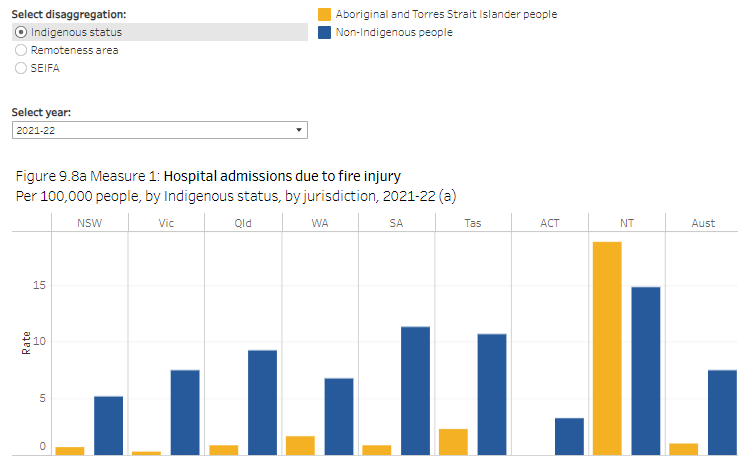 Select disaggregation:
Indigenous status
Remoteness area
SEIFA
Aboriginal and Torres Strait Islander people
Non-Indigenous people
Select year:
2021-22
Figure 9.8a Measure 1: Hospital admissions due to fire injury
Per 100,000 people, by Indigenous status, by jurisdiction, 2021-22 (a)
NSW Vic Qld WA SA Tas ACT NT Aust
Rate
15
10
5
0